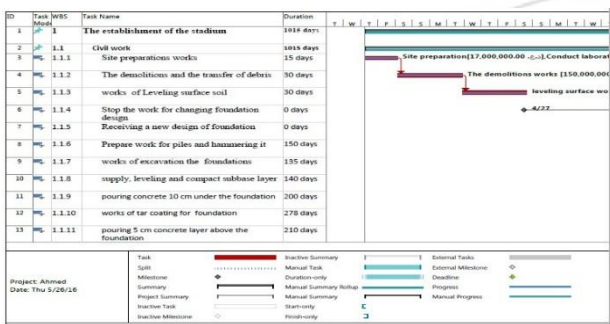 ID Task Mode WBS Task Name Duration T W T F S S M T W T F S S M T W
1 1 The establishment of the stadium 1015 days
2 1.1 Civil work 1015 days
3 1.1.1 Site preparations works 15 days Site preparation[17,000,000.00
4 1.1.2 The demolitions and the transfer of debris 30 days The demolitions works [150,000,00
5 1.1.3 works of Leveling surface soil 30 days leveling surface wo
6 1.1.4 Stop the work for changing foundation 0 days 4/27
design
7 1.1.5 Receiving a new design of foundation 0 days
8 1.1.6 Prepare work for piles and hammering it 150 days
9 1.1.7 works of excavation the foundations 135 days
10 1.1.8 supply, leveling and compact subbase layer 140 days
11 1.1.9 pouring concrete 10 cm under the foundation 200 days
12 1.1.10 works of tar coating for foundation 278 days
13 1.1.11 pouring 5 cm concrete layer above the 210 days
foundation
Project: Ahmed
Date: Thu 5/26/16
Task Inactive Summary External Tasks
Split Manual Task External Milestone
Milestone Duration-only Deadline
Summary Manual Summary Rollup Progress
Project Summary Manual Summary Manual Progress
Inactive Task Start-only
Inactive Milestone Finish-only